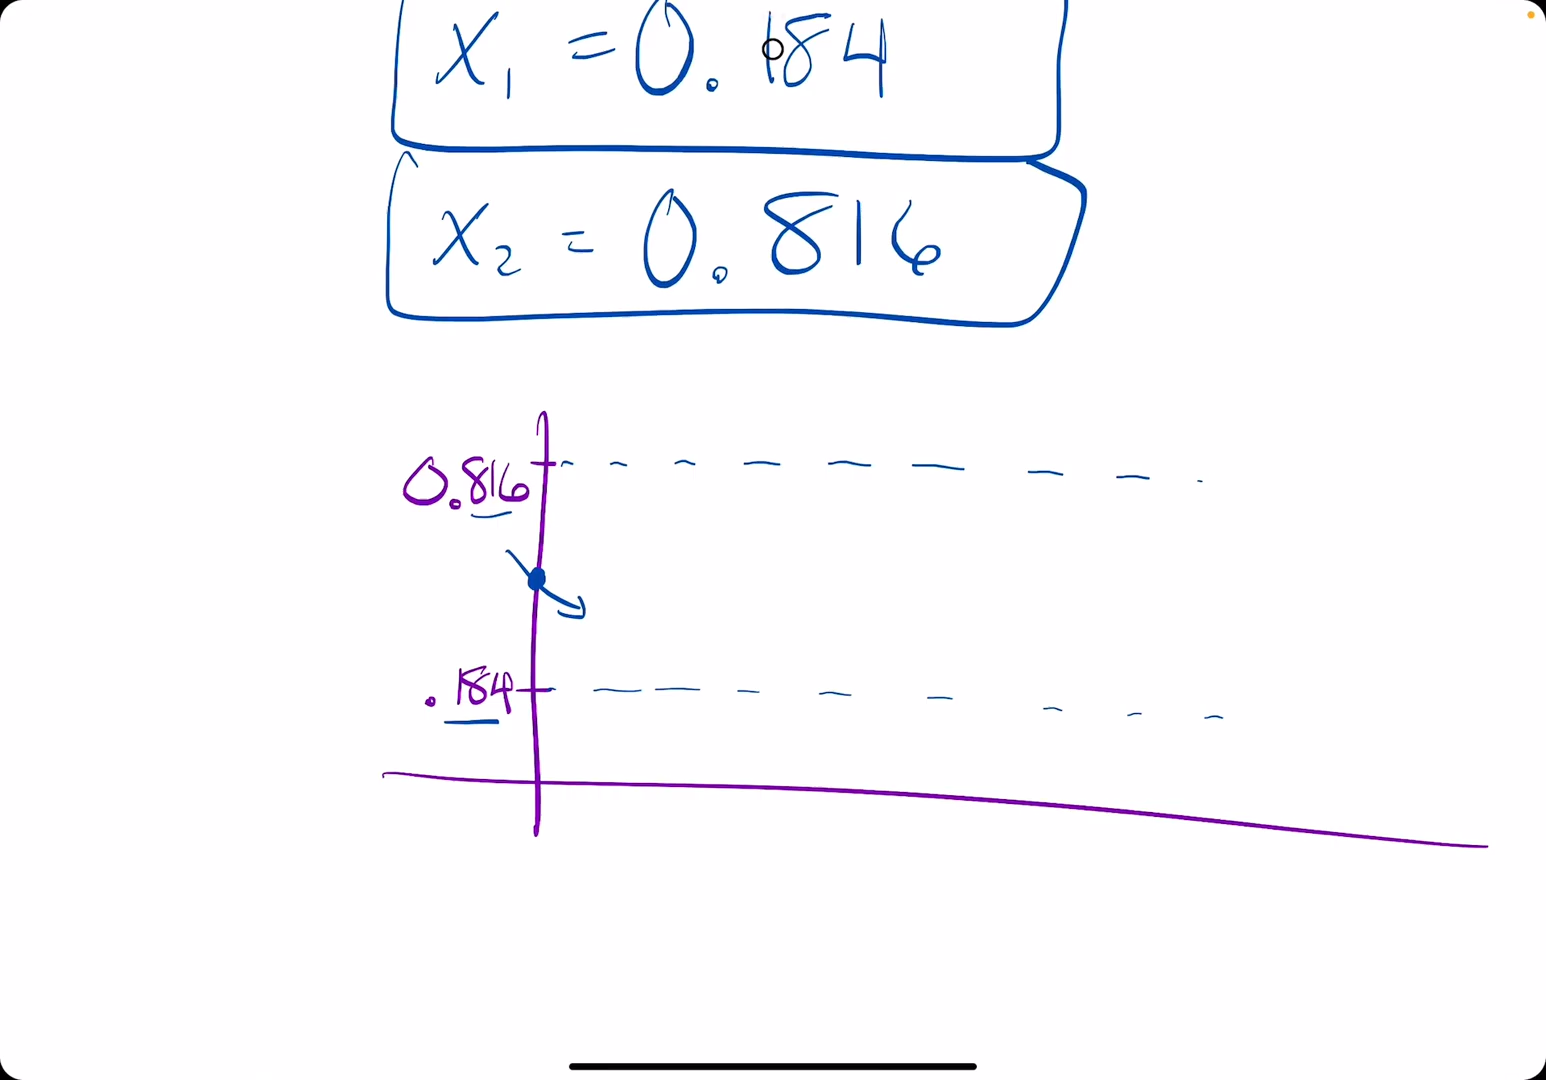 x₁ = 0.184
x₂ = 0.816
0.816
.184